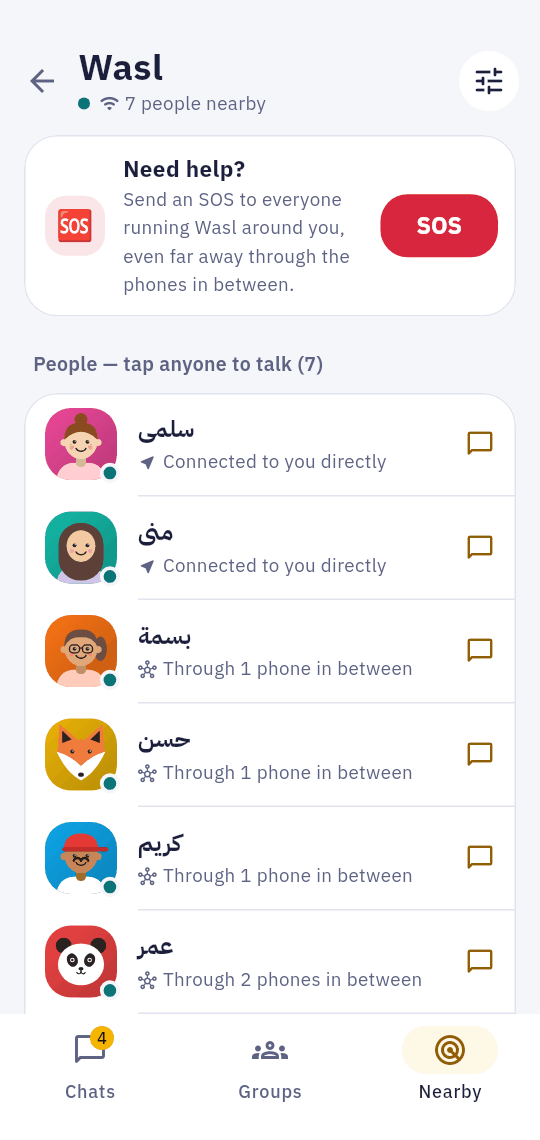 Wasl
7 people nearby
Need help?
Send an SOS to everyone
running Wasl around you,
even far away through the
phones in between.
SOS
SOS
People — tap anyone to talk (7)
سلمى
Connected to you directly
منى
Connected to you directly
بسمة
Through 1 phone in between
حسن
Through 1 phone in between
كريم
Through 1 phone in between
عمر
Through 2 phones in between
4
Chats
Groups
Nearby